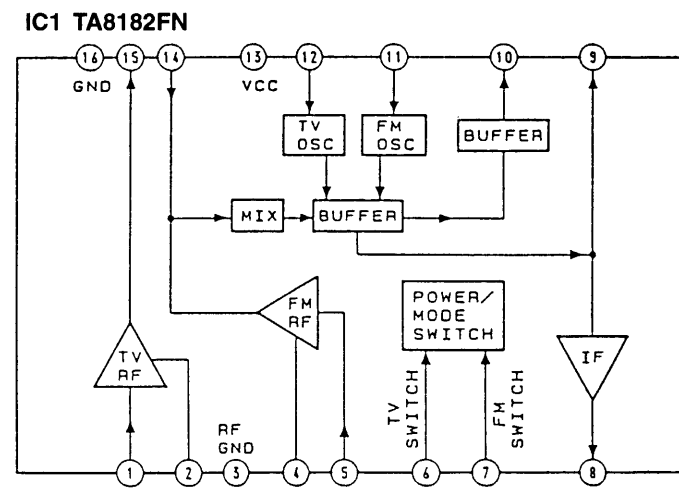 IC1 TA8182FN
16 15 14 13 12 11 10 9
GND VCC
TV
OSC
FM
OSC
BUFFER
MIX
BUFFER
FM
RF
POWER/
MODE
SWITCH
TV
RF
IF
TV
SWITCH
FM
SWITCH
RF
GND
1 2 3 4 5 6 7 8